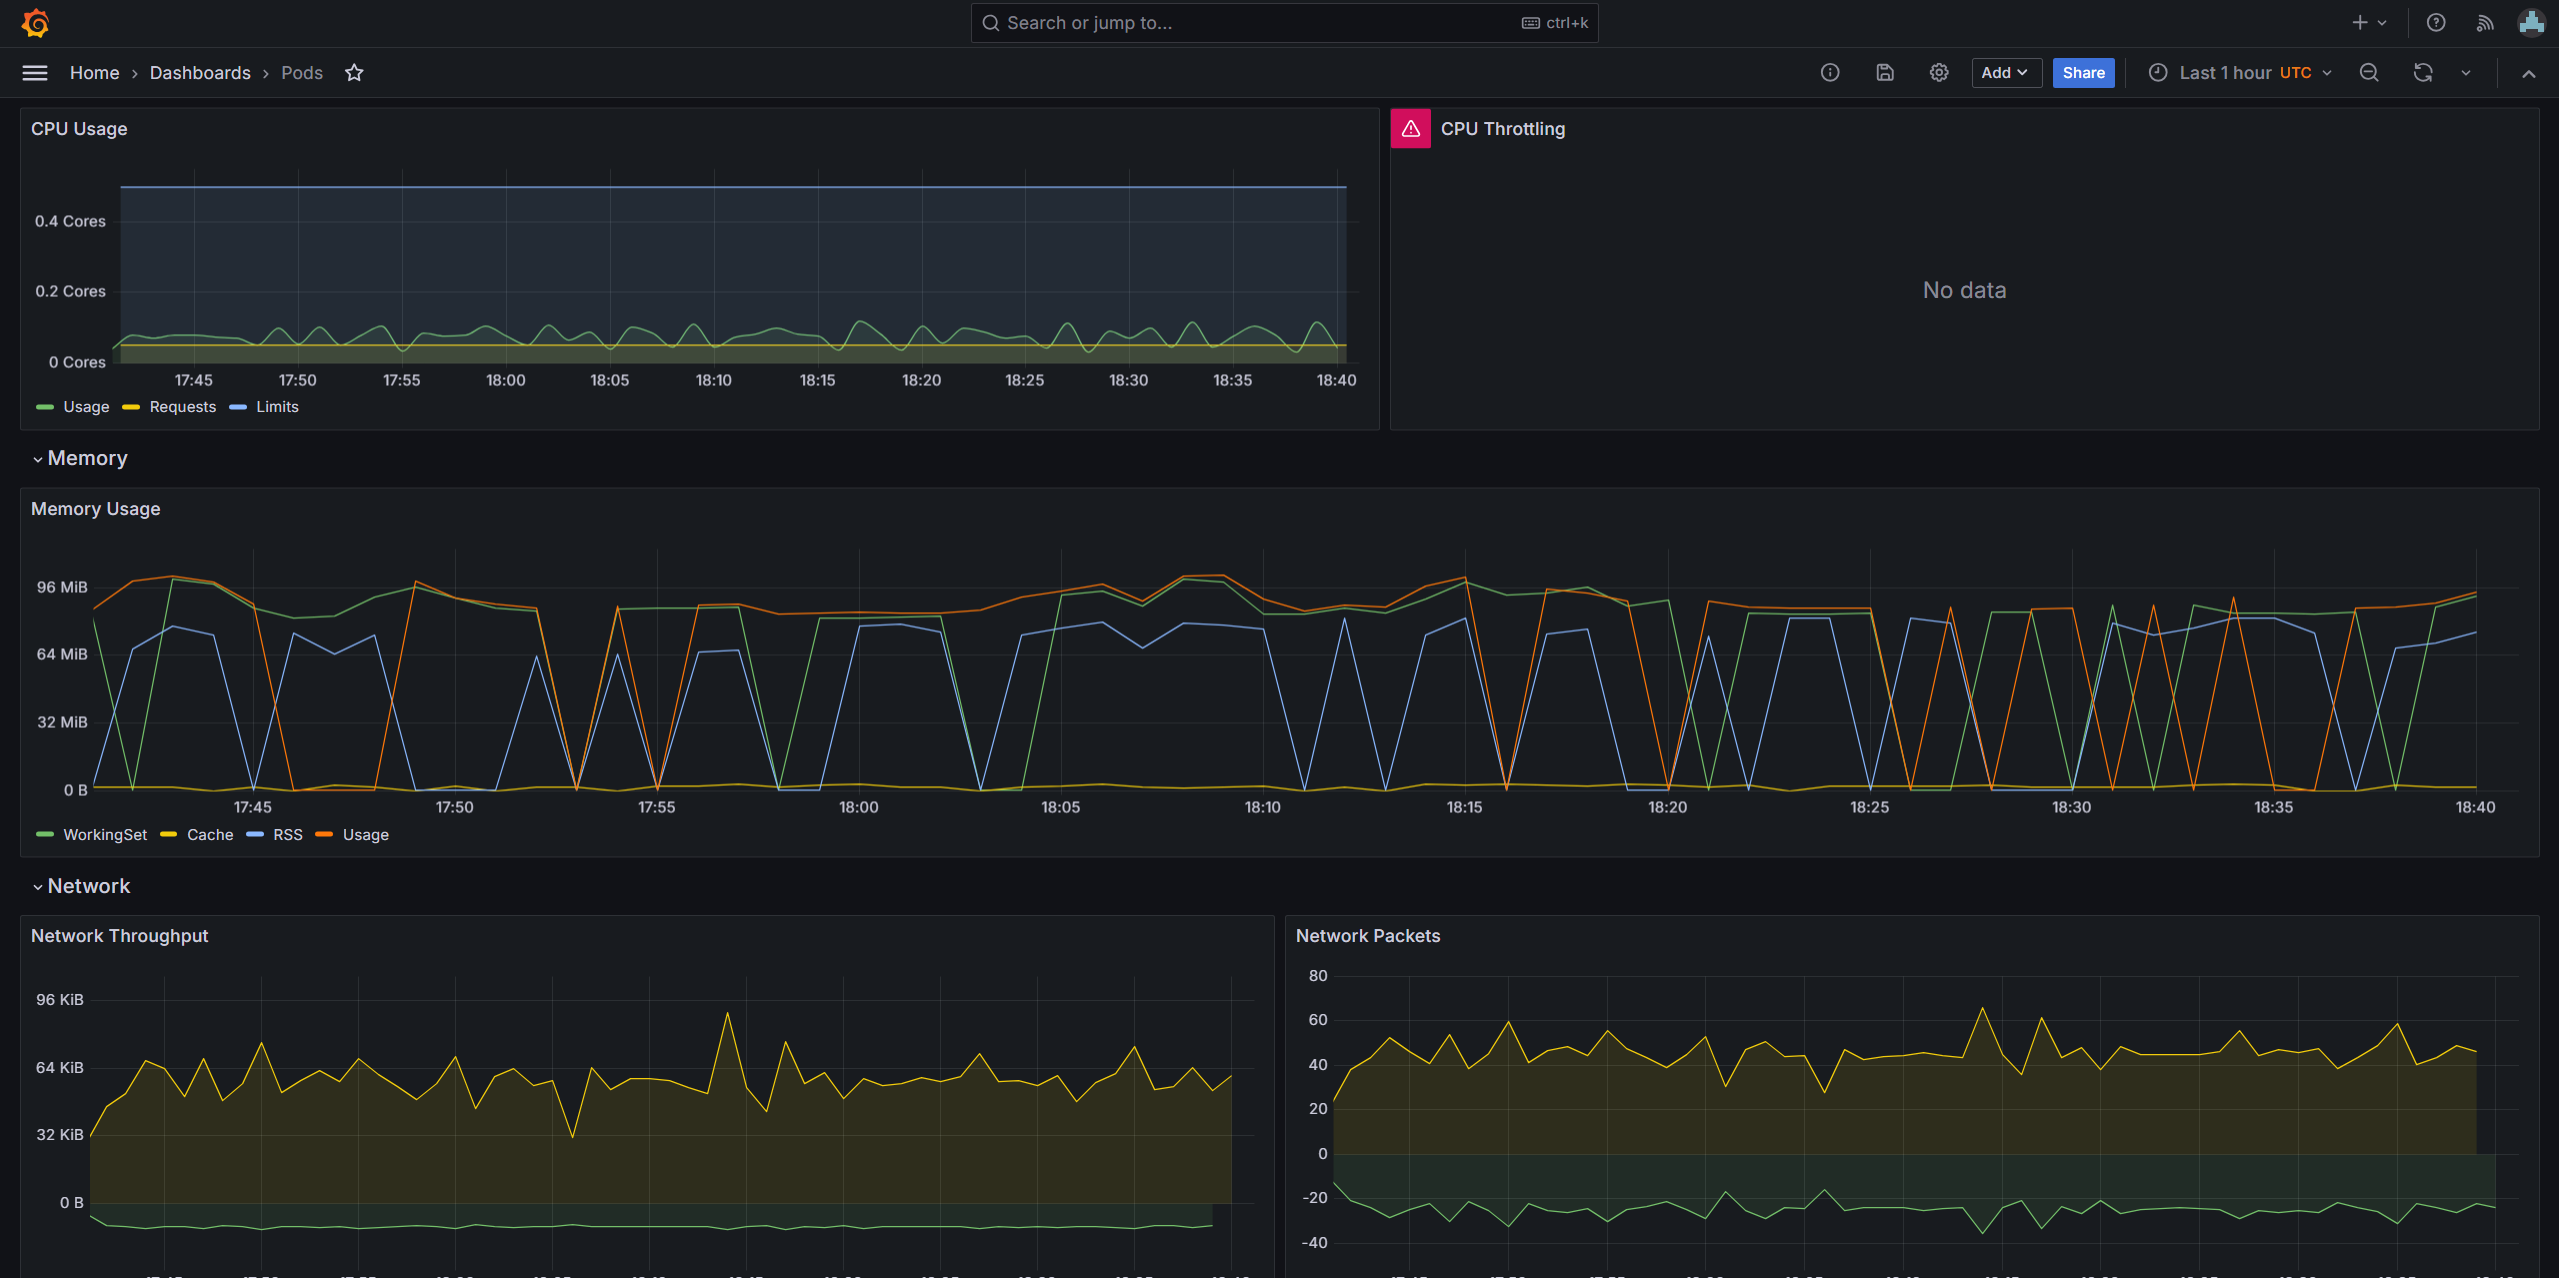 Search or jump to...
ctrl+k
Home › Dashboards › Pods
Add
Share
Last 1 hour UTC
CPU Usage
0.4 Cores
0.2 Cores
0 Cores
17:45 17:50 17:55 18:00 18:05 18:10 18:15 18:20 18:25 18:30 18:35 18:40
Usage Requests Limits
CPU Throttling
No data
Memory
Memory Usage
96 MiB
64 MiB
32 MiB
0 B
17:45 17:50 17:55 18:00 18:05 18:10 18:15 18:20 18:25 18:30 18:35 18:40
WorkingSet Cache RSS Usage
Network
Network Throughput
96 KiB
64 KiB
32 KiB
0 B
Network Packets
80
60
40
20
0
-20
-40